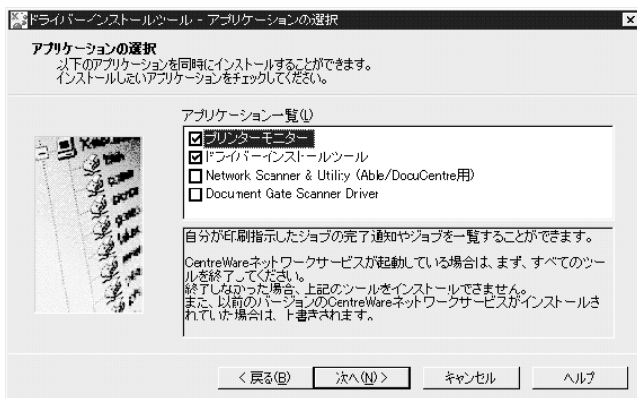 ドライバーインストールツール - アプリケーションの選択
アプリケーションの選択
以下のアプリケーションを同時にインストールすることができます。
インストールしたいアプリケーションをチェックしてください。
アプリケーション一覧(L)
プリンターモニター
ドライバーインストールツール
Network Scanner & Utility (Able/DocuCentre用)
Document Gate Scanner Driver
自分が印刷指示したジョブの完了通知やジョブを一覧することができます。
CentreWareネットワークサービスが起動している場合は、まず、すべてのツー
ルを終了してください。
終了しなかった場合、上記のツールをインストールできません。
また、以前のバージョンのCentreWareネットワークサービスがインストールさ
れていた場合は、上書きされます。
< 戻る(B)
次へ(N) >
キャンセル
ヘルプ